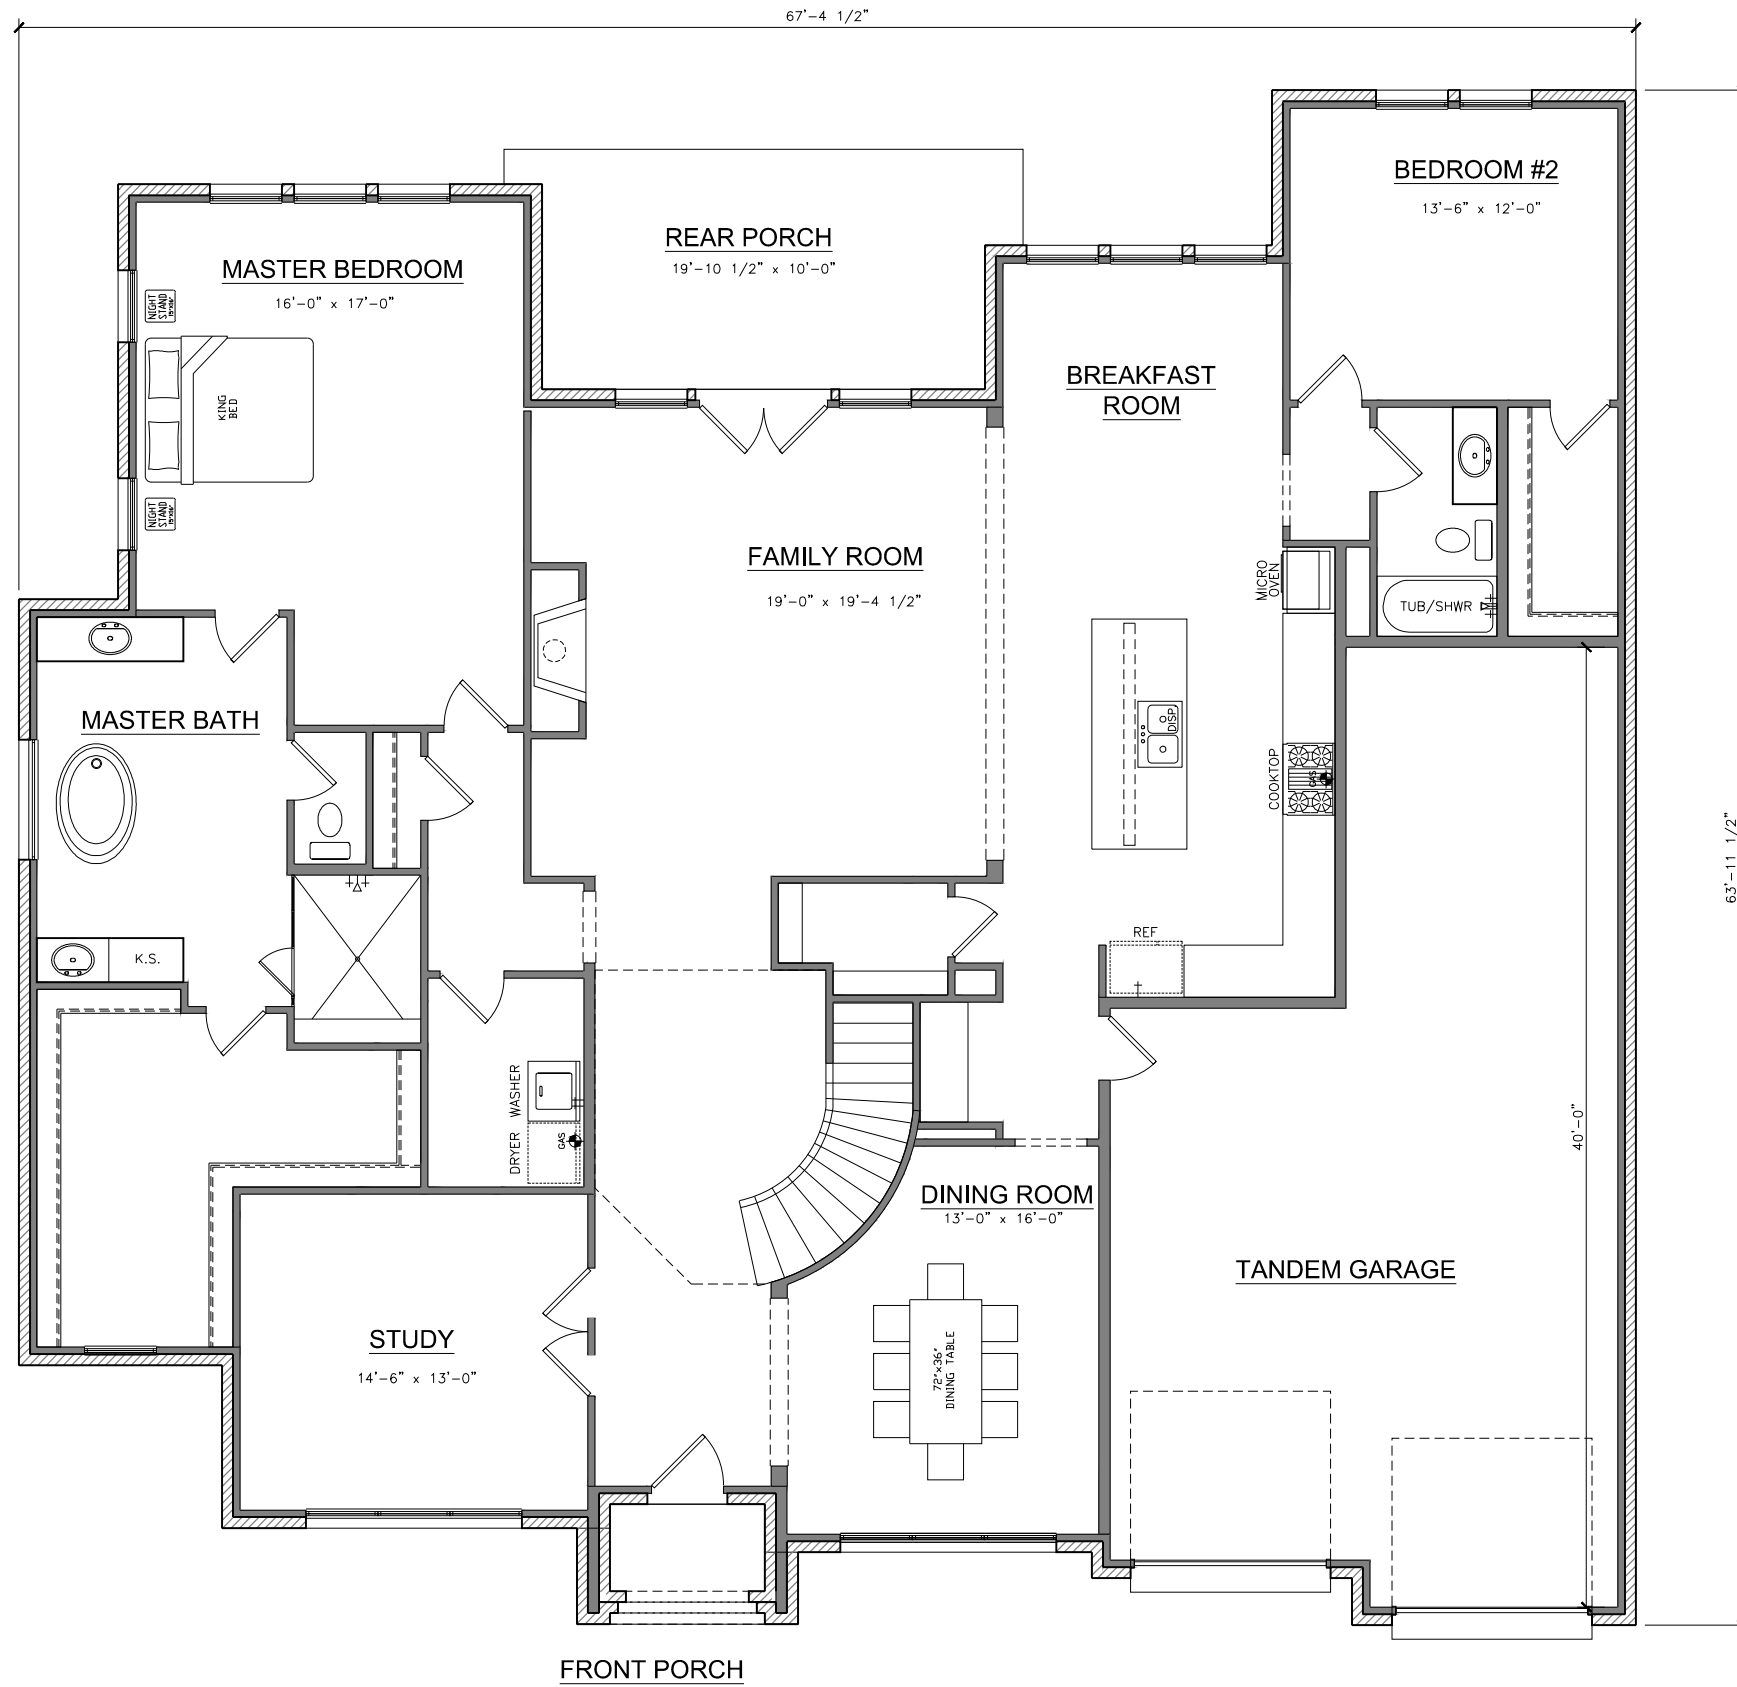 67'-4 1/2"
BEDROOM #2
13'-6" x 12'-0"
REAR PORCH
19'-10 1/2" x 10'-0"
MASTER BEDROOM
16'-0" x 17'-0"
NIGHT
STAND
KING
BED
NIGHT
STAND
BREAKFAST
ROOM
FAMILY ROOM
19'-0" x 19'-4 1/2"
MICRO
OVEN
TUB/SHWR
MASTER BATH
DISP.
COOKTOP
GAS
63'-11 1/2"
REF
K.S.
WASHER
DRYER
GAS
40'-0"
DINING ROOM
13'-0" x 16'-0"
TANDEM GARAGE
STUDY
14'-6" x 13'-0"
72"x36"
DINING TABLE
FRONT PORCH